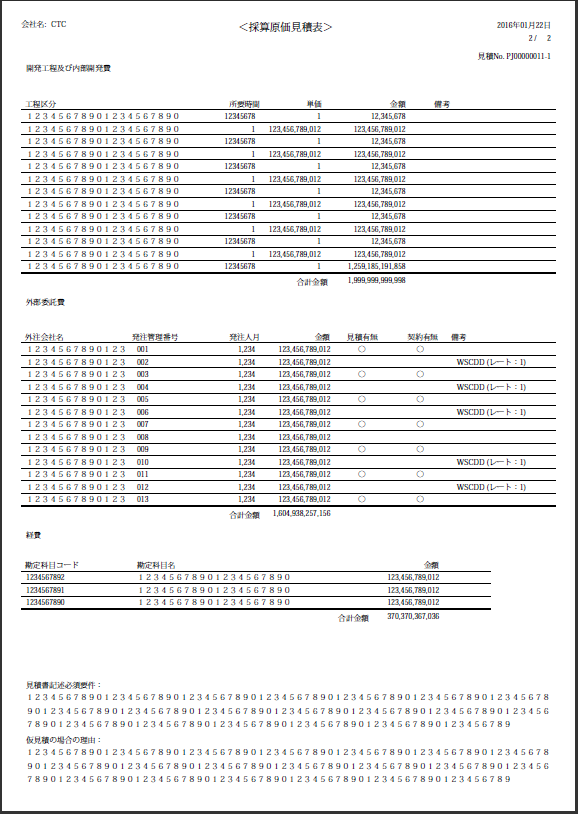 会社名: CTC
＜採算原価見積表＞
2016年01月22日
2 / 2
見積No. PJ00000011-1
開発工程及び内部開発費
工程区分 所要時間 単価 金額 備考
１２３４５６７８９０１２３４５６７８９０ 12345678 1 12,345,678
１２３４５６７８９０１２３４５６７８９０ 1 123,456,789,012 123,456,789,012
１２３４５６７８９０１２３４５６７８９０ 12345678 1 12,345,678
１２３４５６７８９０１２３４５６７８９０ 1 123,456,789,012 123,456,789,012
１２３４５６７８９０１２３４５６７８９０ 12345678 1 12,345,678
１２３４５６７８９０１２３４５６７８９０ 1 123,456,789,012 123,456,789,012
１２３４５６７８９０１２３４５６７８９０ 12345678 1 12,345,678
１２３４５６７８９０１２３４５６７８９０ 1 123,456,789,012 123,456,789,012
１２３４５６７８９０１２３４５６７８９０ 12345678 1 12,345,678
１２３４５６７８９０１２３４５６７８９０ 1 123,456,789,012 123,456,789,012
１２３４５６７８９０１２３４５６７８９０ 12345678 1 12,345,678
１２３４５６７８９０１２３４５６７８９０ 1 123,456,789,012 123,456,789,012
１２３４５６７８９０１２３４５６７８９０ 12345678 1 1,259,185,191,858
合計金額 1,999,999,999,998
外部委託費
外注会社名 発注管理番号 発注人月 金額 見積有無 契約有無 備考
１２３４５６７８９０１２３ 001 1,234 123,456,789,012 ○ ○
１２３４５６７８９０１２３ 002 1,234 123,456,789,012 WSCDD (レート：1)
１２３４５６７８９０１２３ 003 1,234 123,456,789,012 ○ ○
１２３４５６７８９０１２３ 004 1,234 123,456,789,012 WSCDD (レート：1)
１２３４５６７８９０１２３ 005 1,234 123,456,789,012 ○ ○
１２３４５６７８９０１２３ 006 1,234 123,456,789,012 WSCDD (レート：1)
１２３４５６７８９０１２３ 007 1,234 123,456,789,012 ○ ○
１２３４５６７８９０１２３ 008 1,234 123,456,789,012
１２３４５６７８９０１２３ 009 1,234 123,456,789,012 ○ ○
１２３４５６７８９０１２３ 010 1,234 123,456,789,012 WSCDD (レート：1)
１２３４５６７８９０１２３ 011 1,234 123,456,789,012 ○ ○
１２３４５６７８９０１２３ 012 1,234 123,456,789,012 WSCDD (レート：1)
１２３４５６７８９０１２３ 013 1,234 123,456,789,012 ○ ○
合計金額 1,604,938,257,156
経費
勘定科目コード 勘定科目名 金額
1234567892 １２３４５６７８９０１２３４５６７８９０ 123,456,789,012
1234567891 １２３４５６７８９０１２３４５６７８９０ 123,456,789,012
1234567890 １２３４５６７８９０１２３４５６７８９０ 123,456,789,012
合計金額 370,370,367,036
見積書記述必須要件：
１２３４５６７８９０１２３４５６７８９０１２３４５６７８９０１２３４５６７８９０１２３４５６７８９０１２３４５６７８９０１２３４５６７８
９０１２３４５６７８９０１２３４５６７８９０１２３４５６７８９０１２３４５６７８９０１２３４５６７８９０１２３４５６７８９０１２３４５６
７８９０１２３４５６７８９０１２３４５６７８９０１２３４５６７８９０１２３４５６７８９０１２３４５６７８９０１２３４５６７８９
仮見積の場合の理由：
１２３４５６７８９０１２３４５６７８９０１２３４５６７８９０１２３４５６７８９０１２３４５６７８９０１２３４５６７８９０１２３４５６７８
９０１２３４５６７８９０１２３４５６７８９０１２３４５６７８９０１２３４５６７８９０１２３４５６７８９０１２３４５６７８９０１２３４５６
７８９０１２３４５６７８９０１２３４５６７８９０１２３４５６７８９０１２３４５６７８９０１２３４５６７８９０１２３４５６７８９